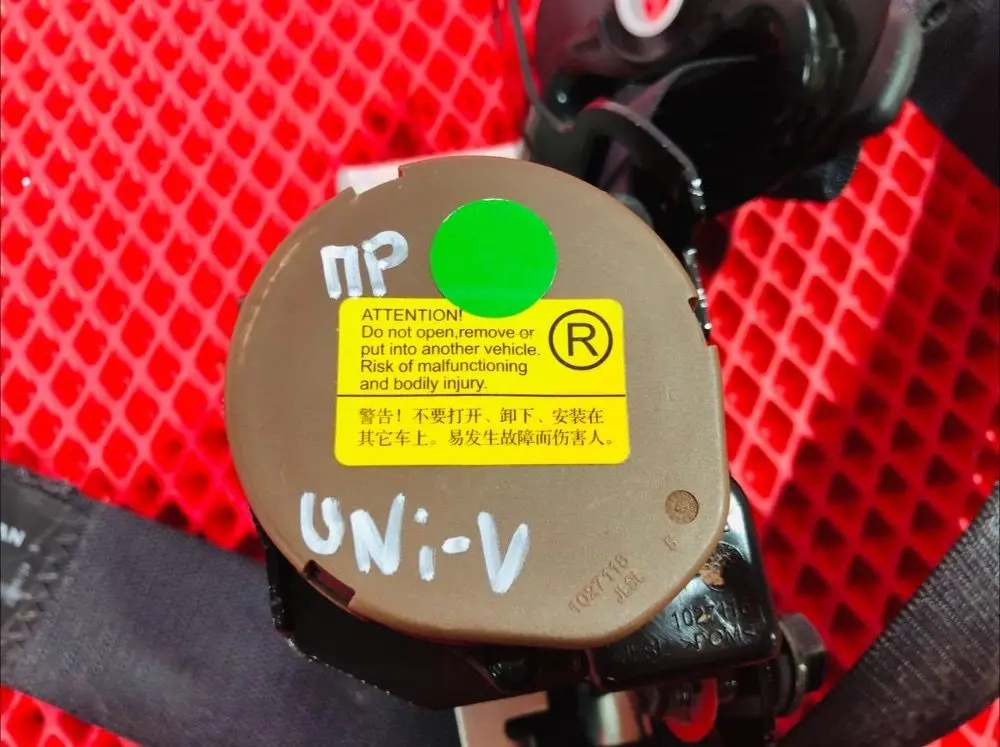 ПР
ATTENTION!
Do not open,remove or
put into another vehicle.
Risk of malfunctioning
and bodily injury.
R
警告！不要打开、卸下、安装在
其它车上。易发生故障而伤害人。
UNi-V
1027118
JLSL
>POM<